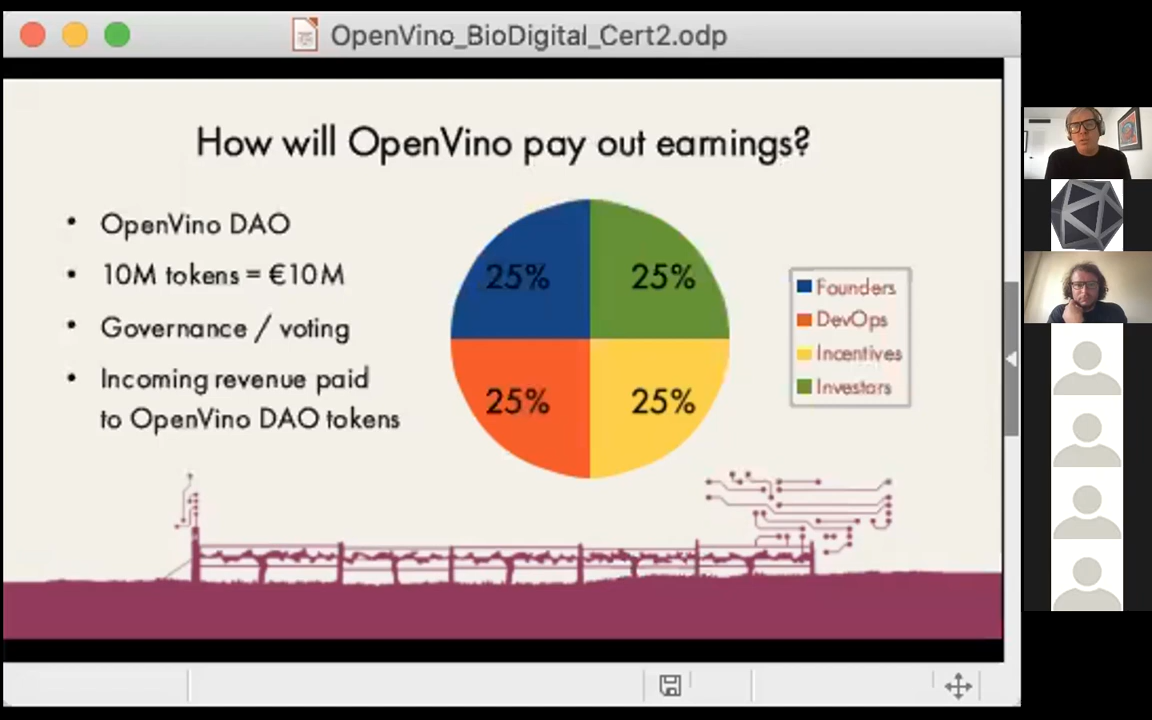 OpenVino_BioDigital_Cert2.odp
How will OpenVino pay out earnings?
• OpenVino DAO
• 10M tokens = €10M
• Governance / voting
• Incoming revenue paid
to OpenVino DAO tokens
25%
25%
25%
25%
Founders
DevOps
Incentives
Investors